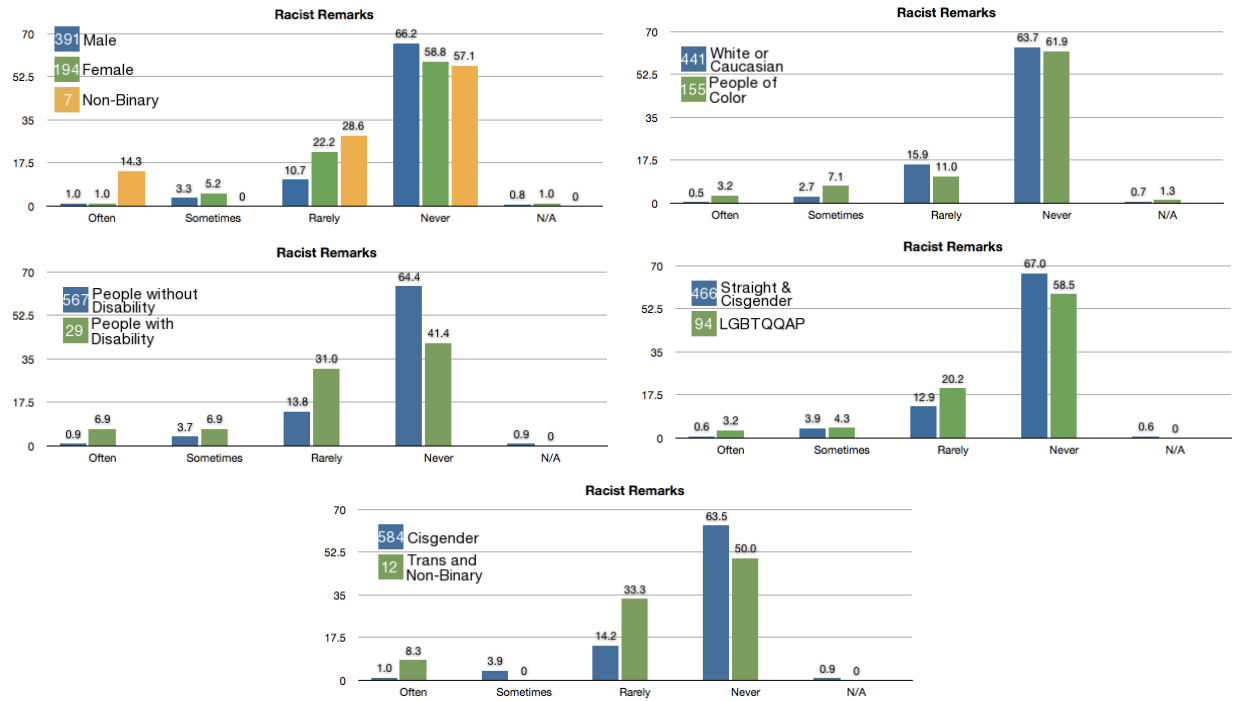 Racist Remarks
70
52.5
35
17.5
0
391 Male
194 Female
7 Non-Binary
1.0 1.0 14.3
3.3 5.2 0
10.7 22.2 28.6
66.2 58.8 57.1
0.8 1.0 0
Often Sometimes Rarely Never N/A
Racist Remarks
70
52.5
35
17.5
0
441 White or
Caucasian
155 People of
Color
0.5 3.2
2.7 7.1
15.9 11.0
63.7 61.9
0.7 1.3
Often Sometimes Rarely Never N/A
Racist Remarks
70
52.5
35
17.5
0
567 People without
Disability
29 People with
Disability
0.9 6.9
3.7 6.9
13.8 31.0
64.4 41.4
0.9 0
Often Sometimes Rarely Never N/A
Racist Remarks
70
52.5
35
17.5
0
466 Straight &
Cisgender
94 LGBTQQAP
0.6 3.2
3.9 4.3
12.9 20.2
67.0 58.5
0.6 0
Often Sometimes Rarely Never N/A
Racist Remarks
70
52.5
35
17.5
0
584 Cisgender
12 Trans and
Non-Binary
1.0 8.3
3.9 0
14.2 33.3
63.5 50.0
0.9 0
Often Sometimes Rarely Never N/A